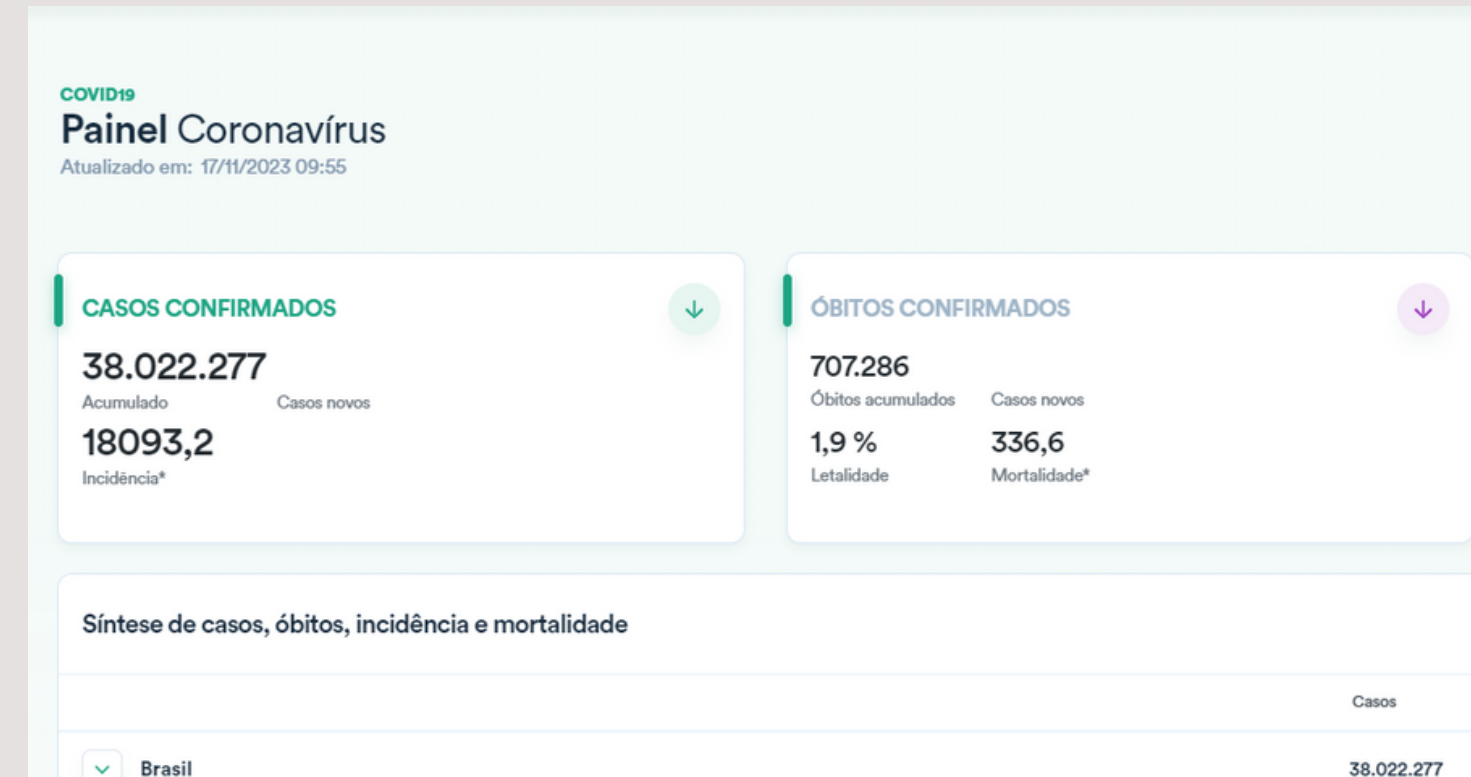 COVID19
Painel Coronavírus
Atualizado em: 17/11/2023 09:55
CASOS CONFIRMADOS
38.022.277
Acumulado Casos novos
18093,2
Incidência*
ÓBITOS CONFIRMADOS
707.286
Óbitos acumulados Casos novos
1,9 % 336,6
Letalidade Mortalidade*
Síntese de casos, óbitos, incidência e mortalidade
Casos
Brasil 38.022.277